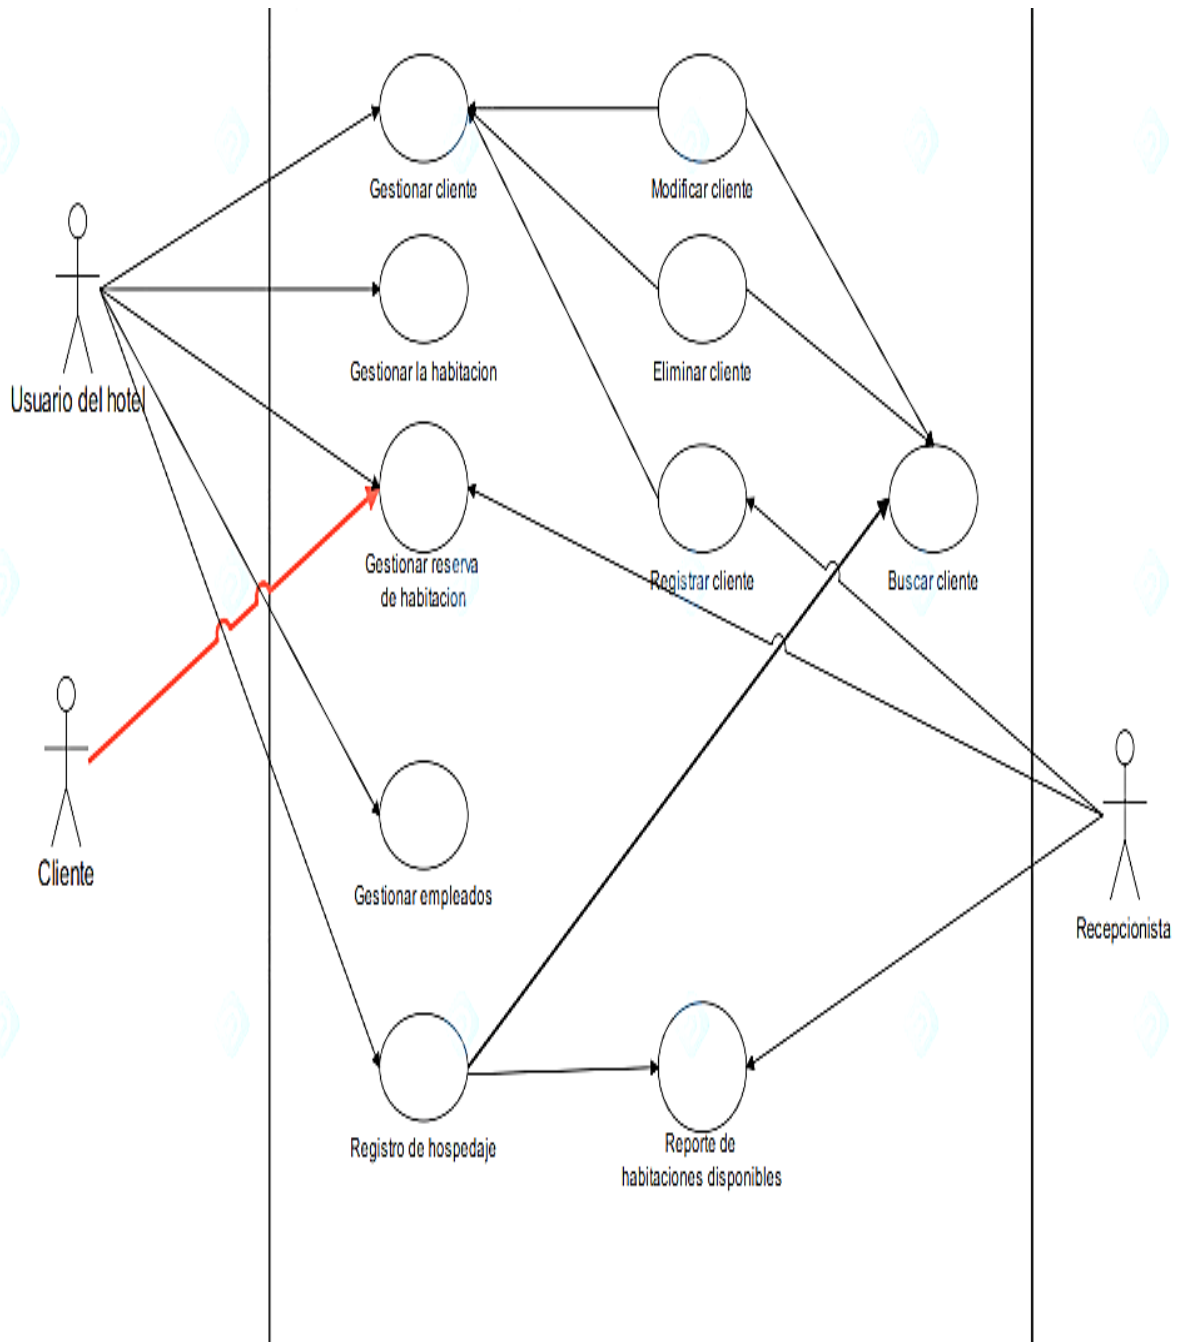 Gestionar cliente
Modificar cliente
Usuario del hotel
Gestionar la habitacion
Eliminar cliente
Gestionar reserva
de habitacion
Registrar cliente
Buscar cliente
Cliente
Gestionar empleados
Recepcionista
Registro de hospedaje
Reporte de
habitaciones disponibles